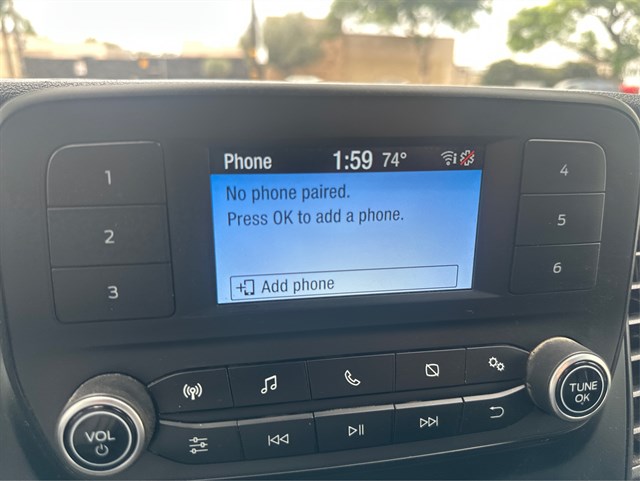 Phone 1:59 74°
No phone paired.
Press OK to add a phone.
Add phone
1
2
3
4
5
6
VOL
TUNE
OK